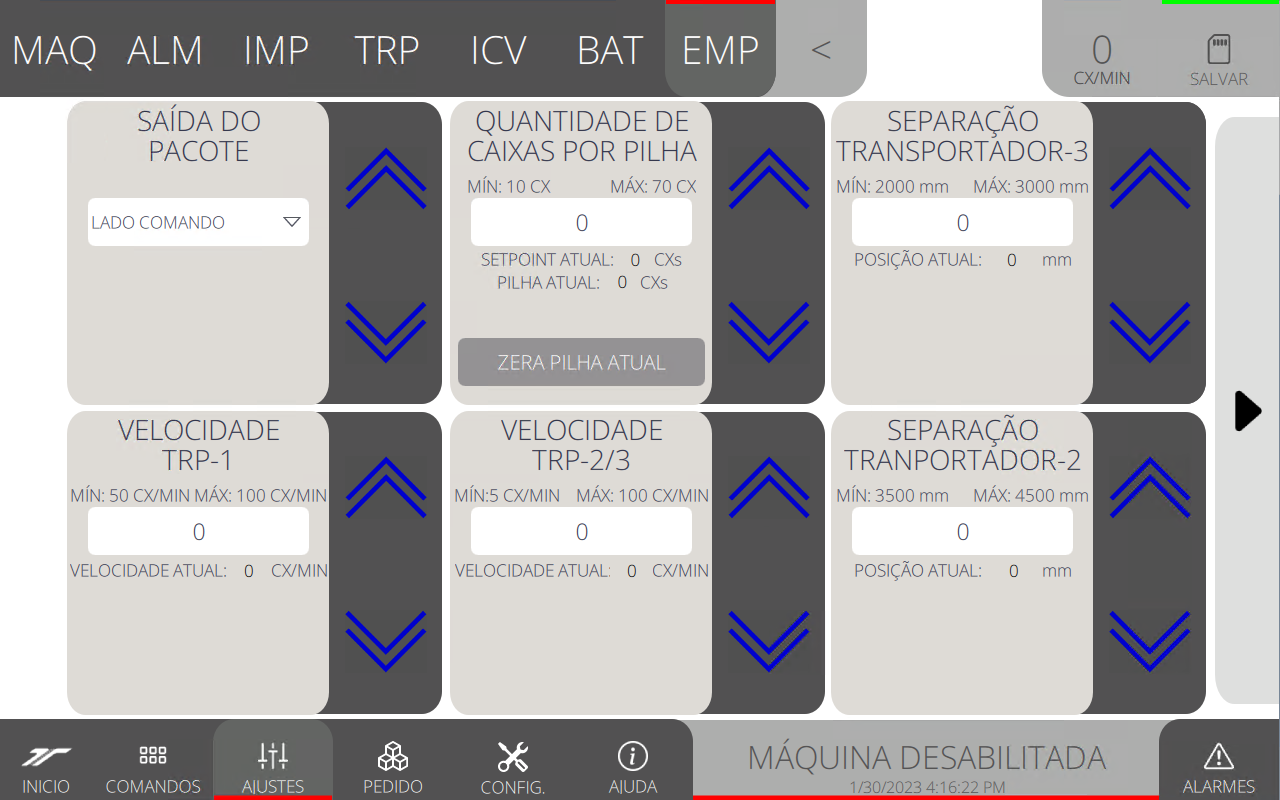 MAQ ALM IMP TRP ICV BAT EMP <
0
CX/MIN
SALVAR
SAÍDA DO
PACOTE
LADO COMANDO
QUANTIDADE DE
CAIXAS POR PILHA
MÍN: 10 CX MÁX: 70 CX
0
SETPOINT ATUAL: 0 CXs
PILHA ATUAL: 0 CXs
ZERA PILHA ATUAL
SEPARAÇÃO
TRANSPORTADOR-3
MÍN: 2000 mm MÁX: 3000 mm
0
POSIÇÃO ATUAL: 0 mm
VELOCIDADE
TRP-1
MÍN: 50 CX/MIN MÁX: 100 CX/MIN
0
VELOCIDADE ATUAL: 0 CX/MIN
VELOCIDADE
TRP-2/3
MÍN:5 CX/MIN MÁX: 100 CX/MIN
0
VELOCIDADE ATUAL: 0 CX/MIN
SEPARAÇÃO
TRANPORTADOR-2
MÍN: 3500 mm MÁX: 4500 mm
0
POSIÇÃO ATUAL: 0 mm
INICIO COMANDOS AJUSTES PEDIDO CONFIG. AJUDA
MÁQUINA DESABILITADA
1/30/2023 4:16:22 PM
ALARMES